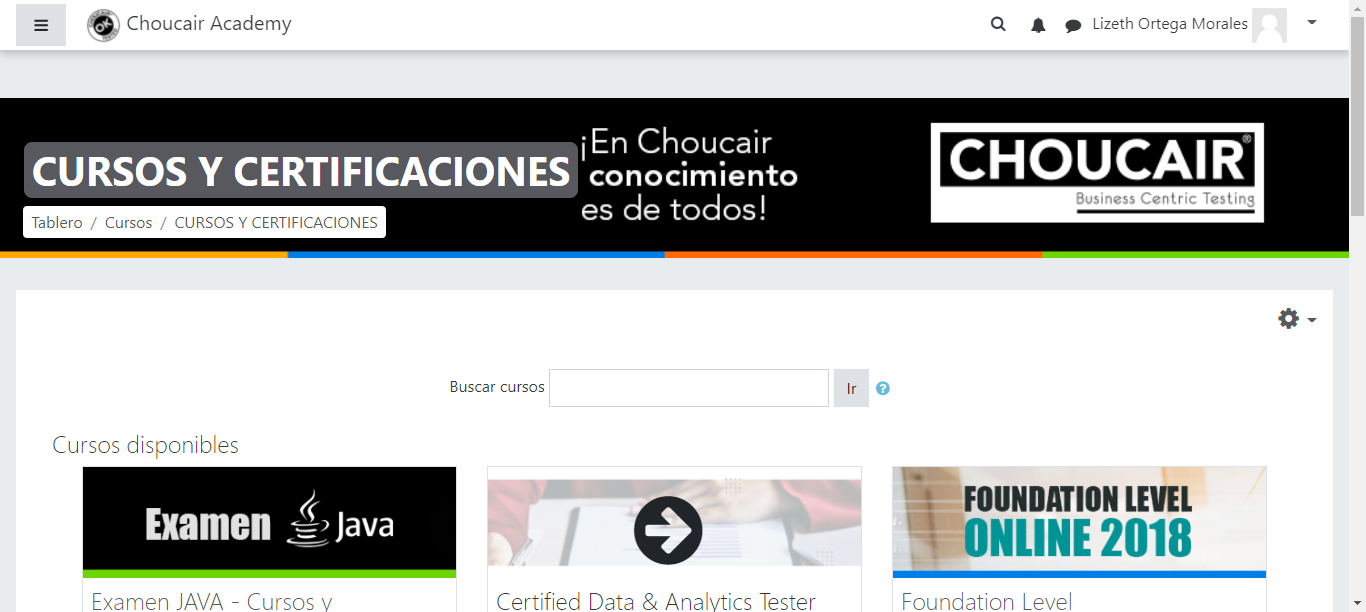 Choucair Academy
Lizeth Ortega Morales
CURSOS Y CERTIFICACIONES
¡En Choucair
conocimiento
es de todos!
CHOUCAIR®
Business Centric Testing
Tablero / Cursos / CURSOS Y CERTIFICACIONES
Buscar cursos
Ir
Cursos disponibles
Examen Java
FOUNDATION LEVEL
ONLINE 2018
Examen JAVA - Cursos y
Certified Data & Analytics Tester
Foundation Level